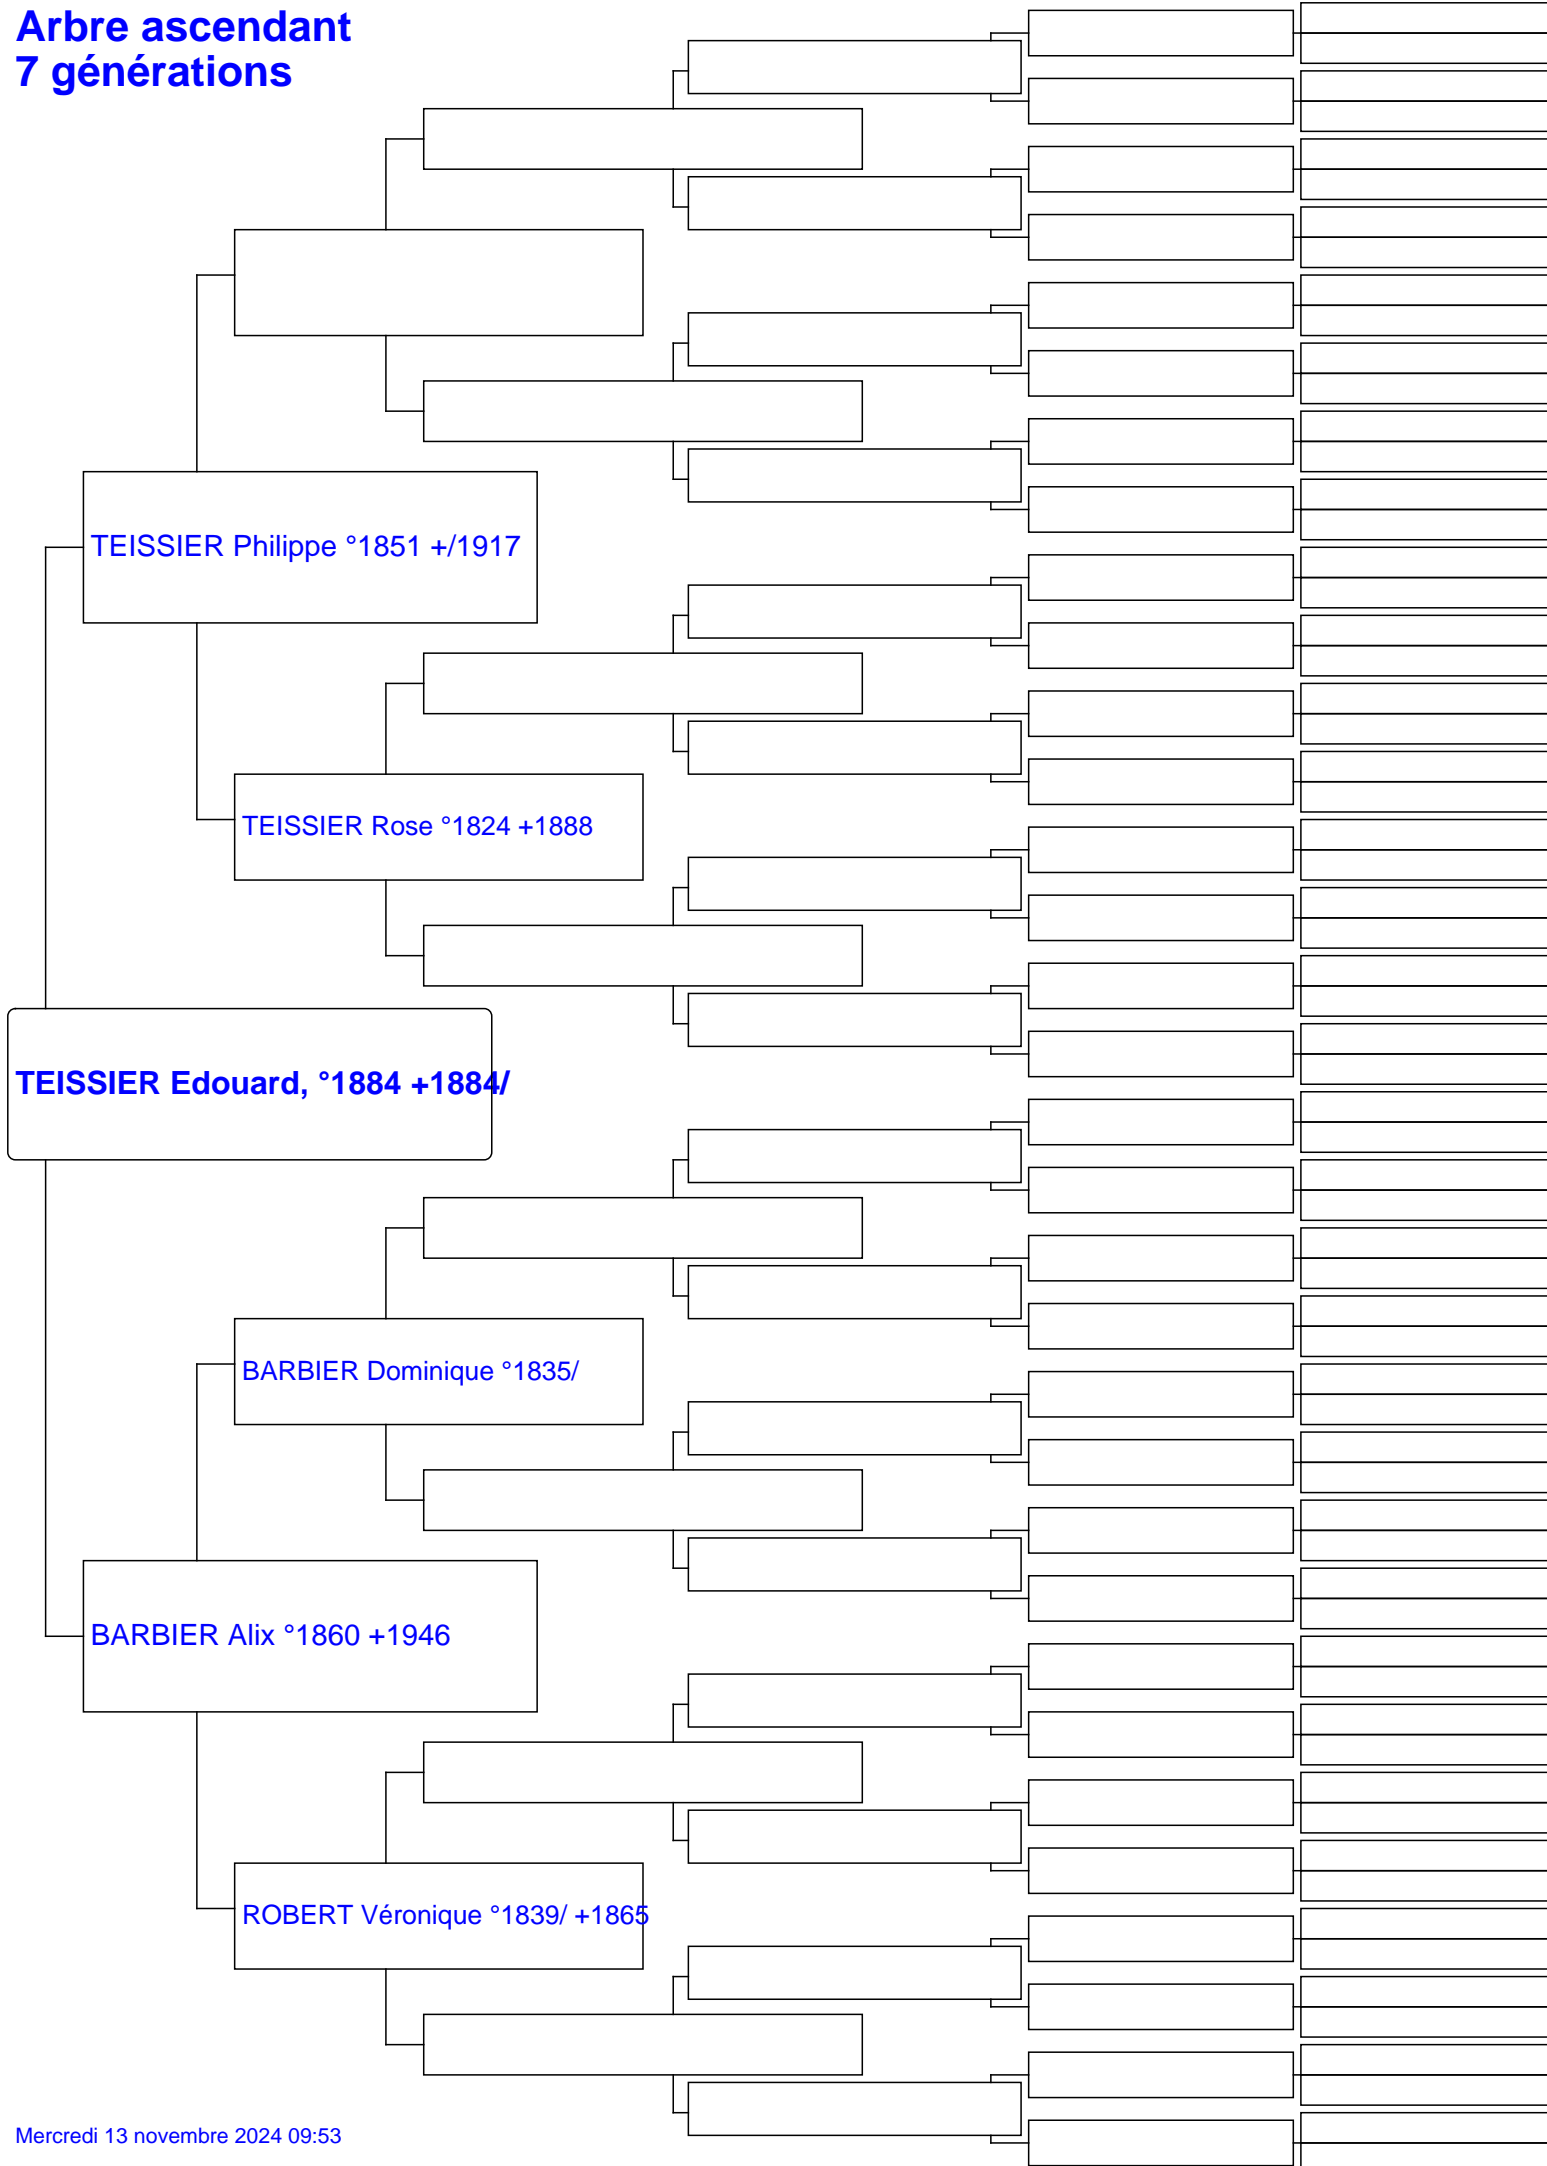 Arbre ascendant
7 générations
TEISSIER Philippe °1851 +/1917
TEISSIER Rose °1824 +1888
TEISSIER Edouard, °1884 +1884/
BARBIER Dominique °1835/
BARBIER Alix °1860 +1946
ROBERT Véronique °1839/ +1865
Mercredi 13 novembre 2024 09:53